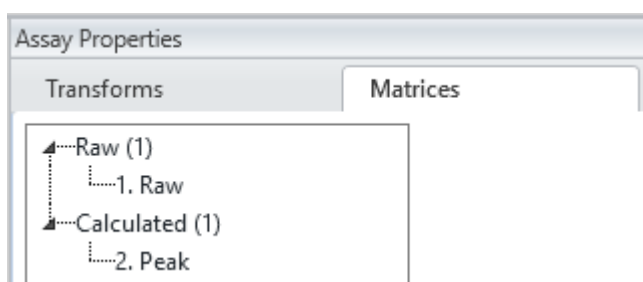 Assay Properties
Transforms Matrices
Raw (1)
1. Raw
Calculated (1)
2. Peak